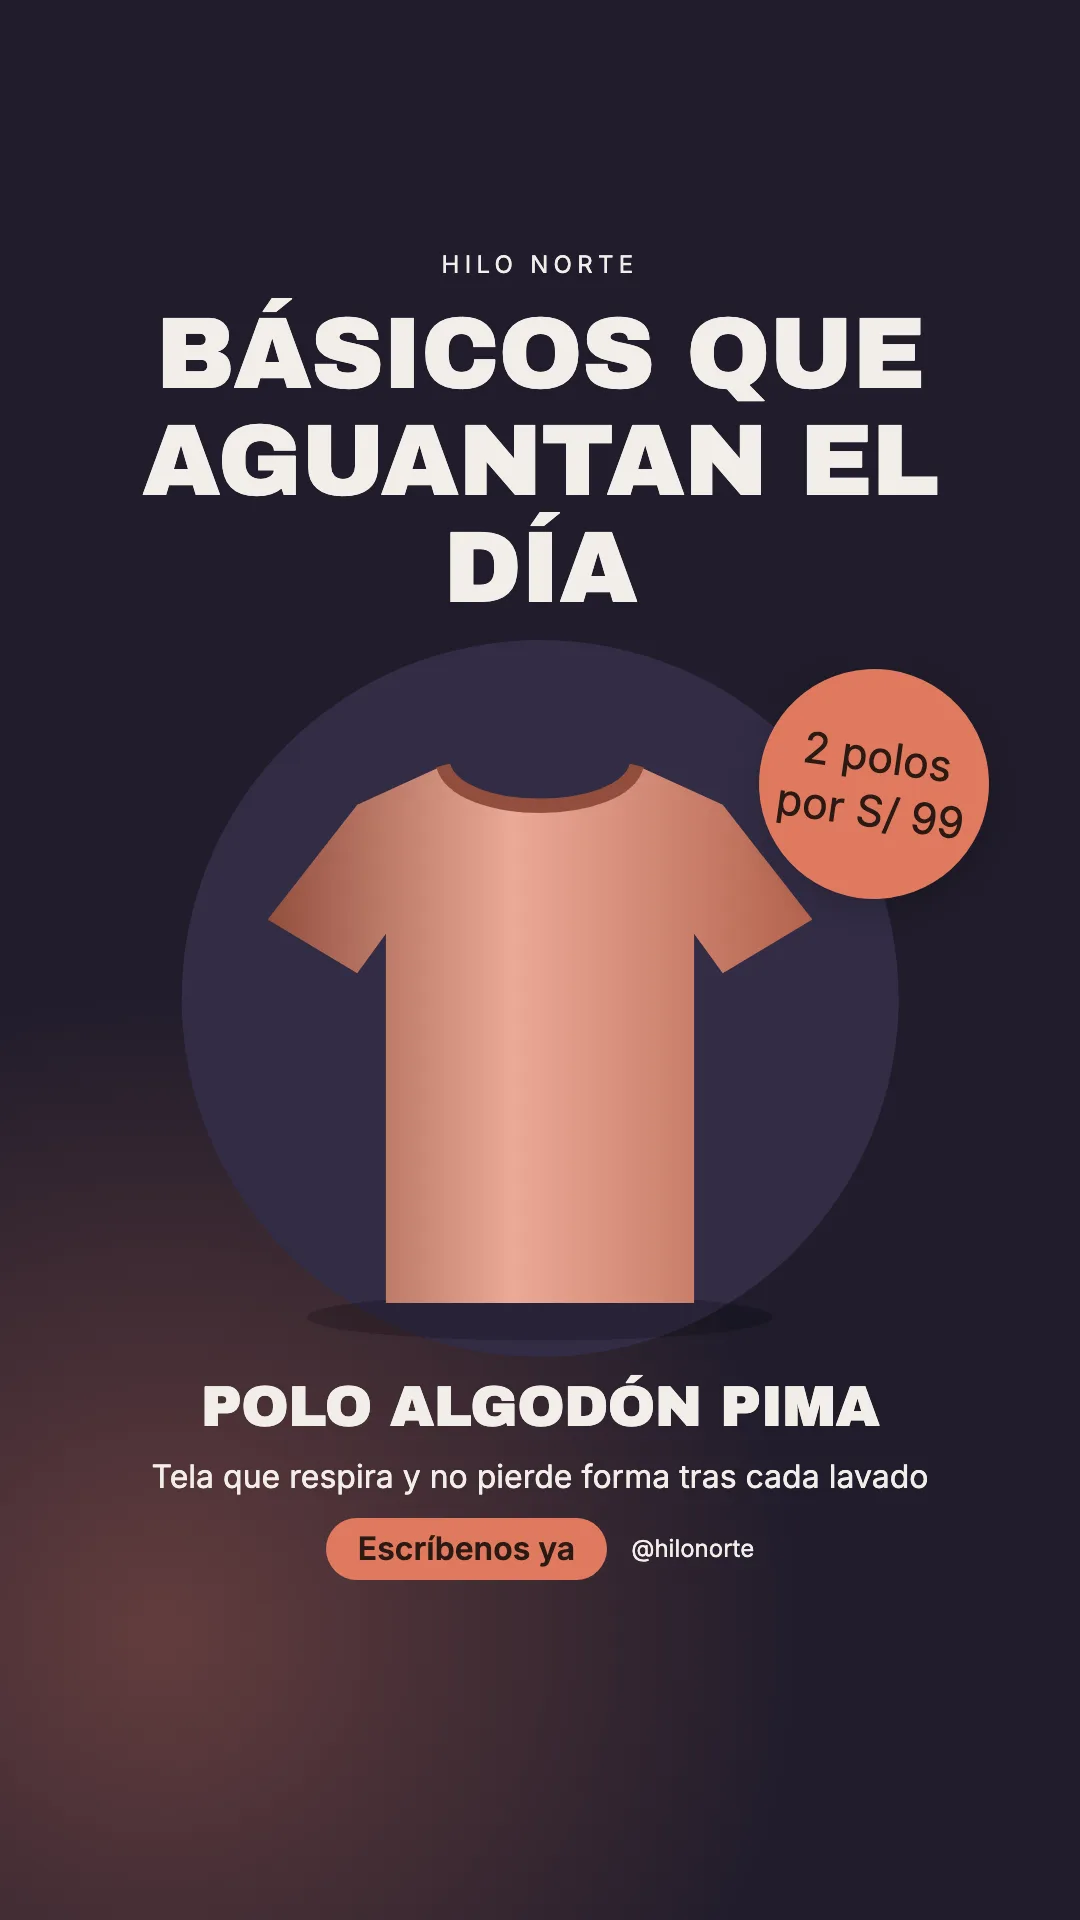 HILO NORTE
BÁSICOS QUE
AGUANTAN EL
DÍA
2 polos
por S/ 99
POLO ALGODÓN PIMA
Tela que respira y no pierde forma tras cada lavado
Escríbenos ya
@hilonorte